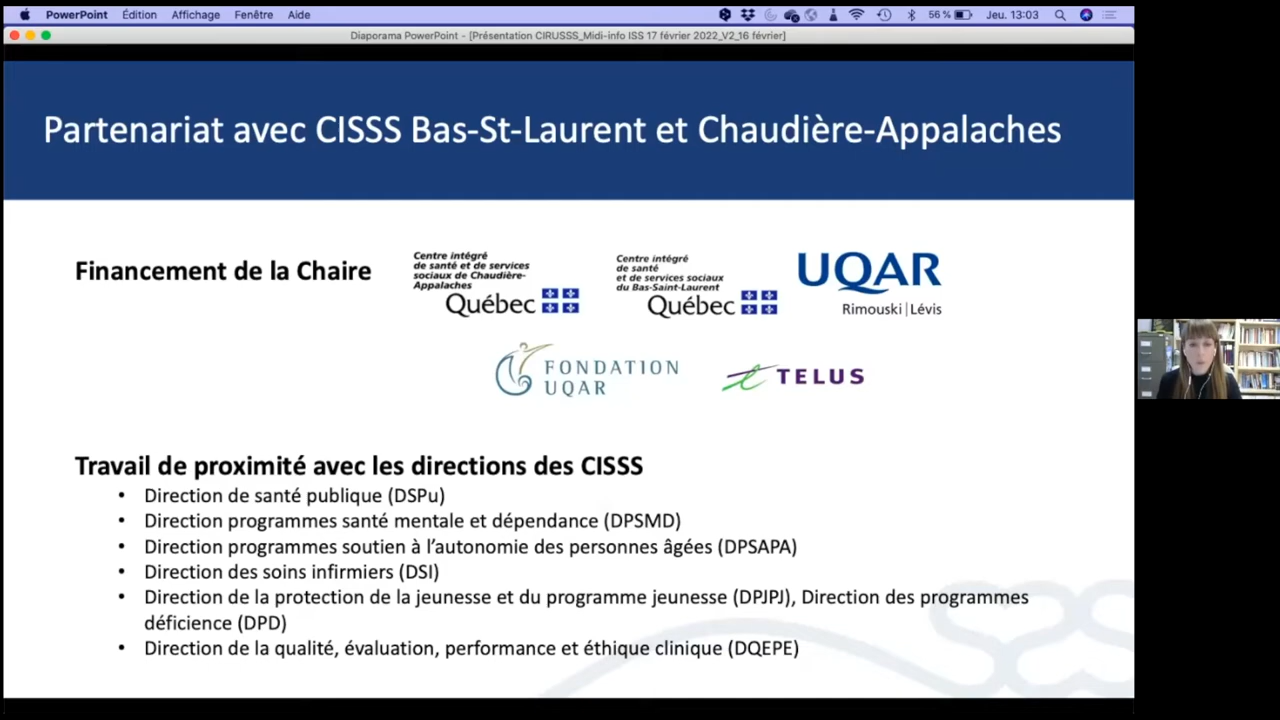 PowerPoint Édition Affichage Fenêtre Aide 56 % Jeu. 13:03
Diaporama PowerPoint - [Présentation CIRUSSS_Midi-info ISS 17 février 2022_V2_16 février]
Partenariat avec CISSS Bas-St-Laurent et Chaudière-Appalaches
Financement de la Chaire
Centre intégré
de santé et de services
sociaux de Chaudière-
Appalaches
Québec
Centre intégré
de santé
et de services sociaux
du Bas-Saint-Laurent
Québec
UQAR
Rimouski | Lévis
FONDATION
UQAR
TELUS
Travail de proximité avec les directions des CISSS
• Direction de santé publique (DSPu)
• Direction programmes santé mentale et dépendance (DPSMD)
• Direction programmes soutien à l’autonomie des personnes âgées (DPSAPA)
• Direction des soins infirmiers (DSI)
• Direction de la protection de la jeunesse et du programme jeunesse (DPJPJ), Direction des programmes
déficience (DPD)
• Direction de la qualité, évaluation, performance et éthique clinique (DQEPE)